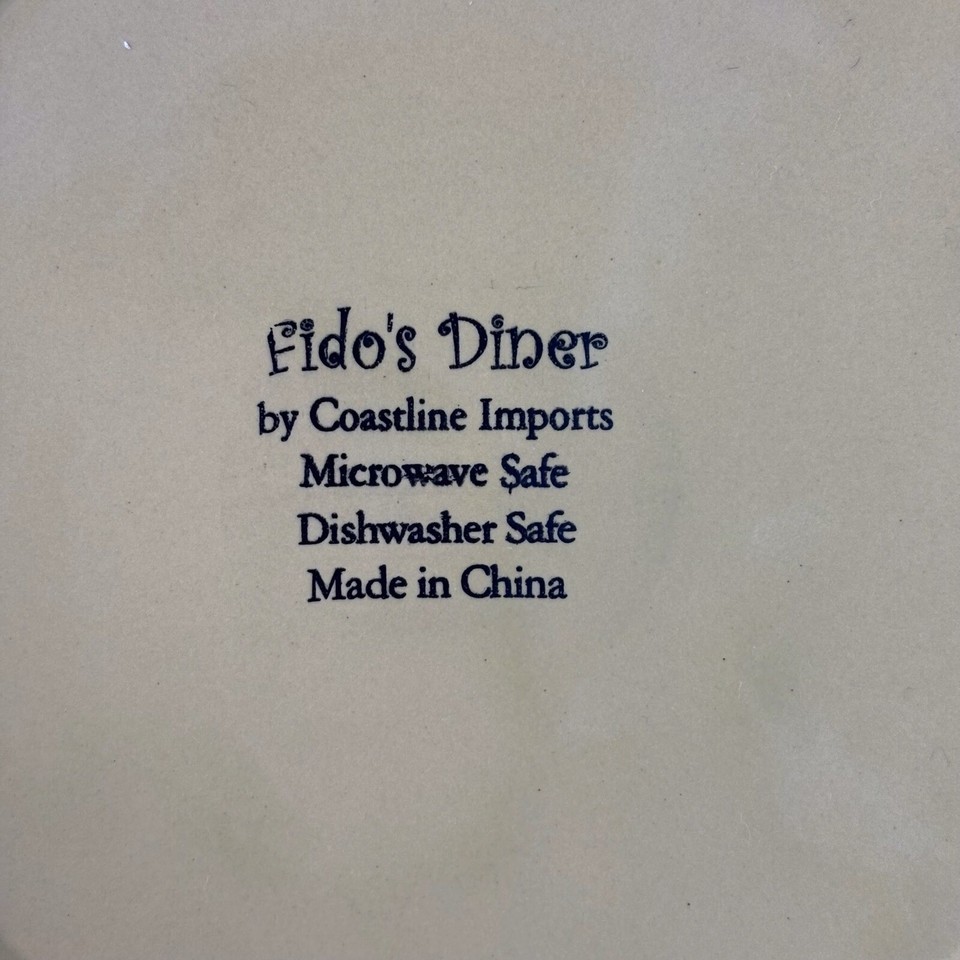 Fido's Diner
by Coastline Imports
Microwave Safe
Dishwasher Safe
Made in China